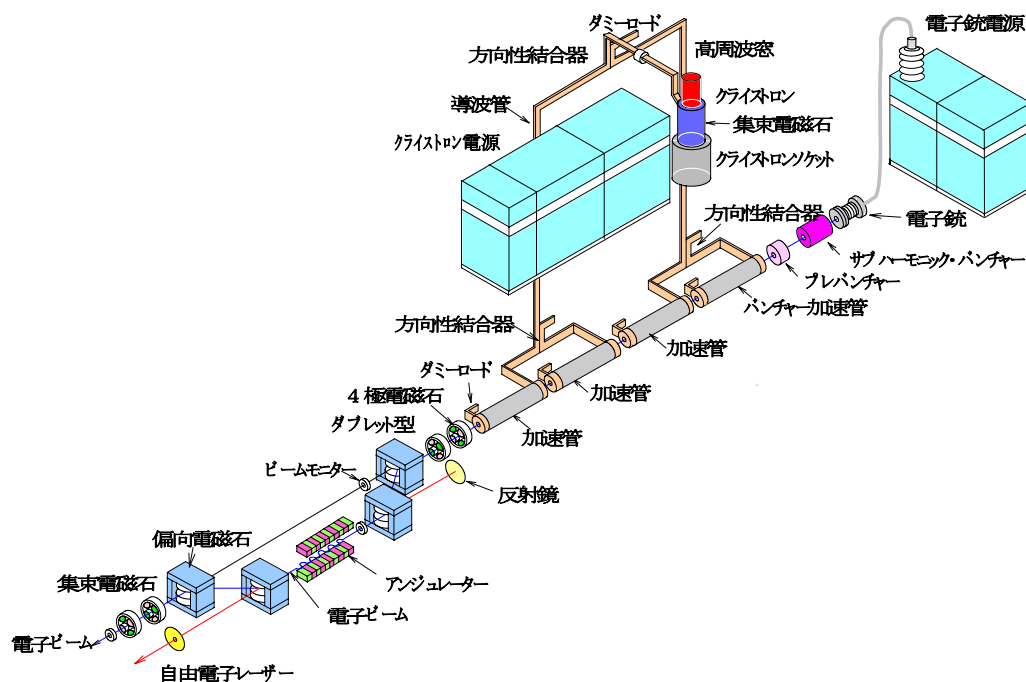 ダミーロード
電子銃電源
方向性結合器
高周波窓
導波管
クライストロン
クライストロン電源
集束電磁石
クライストロンソケット
方向性結合器
電子銃
サブハーモニック・バンチャー
プレバンチャー
バンチャー加速管
方向性結合器
加速管
ダミーロード
加速管
4極電磁石
ダブレット型
加速管
ビームモニター
反射鏡
偏向電磁石
アンジュレーター
集束電磁石
電子ビーム
電子ビーム
自由電子レーザー